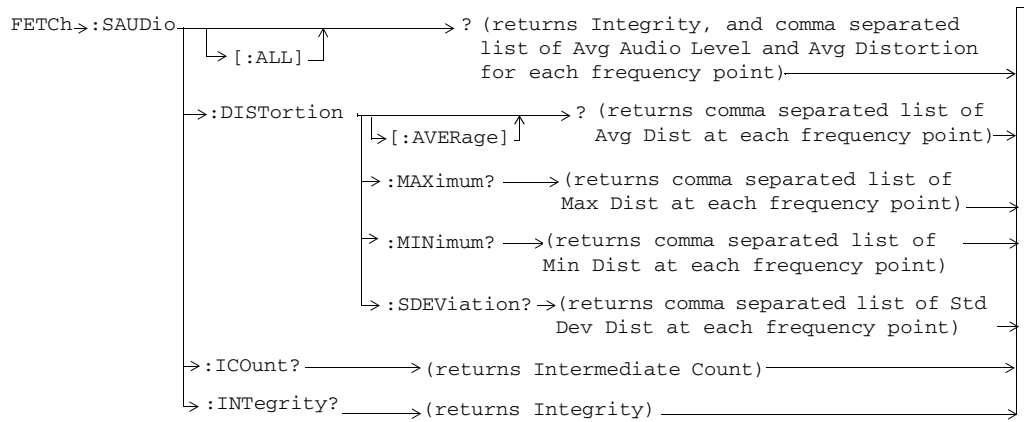 FETCh :SAUDio ? (returns Integrity, and comma separated
[:ALL] list of Avg Audio Level and Avg Distortion
for each frequency point)
:DISTortion ? (returns comma separated list of
[:AVERage] Avg Dist at each frequency point)
:MAXimum? (returns comma separated list of
Max Dist at each frequency point)
:MINimum? (returns comma separated list of
Min Dist at each frequency point)
:SDEViation? (returns comma separated list of Std
Dev Dist at each frequency point)
:ICOunt? (returns Intermediate Count)
:INTegrity? (returns Integrity)